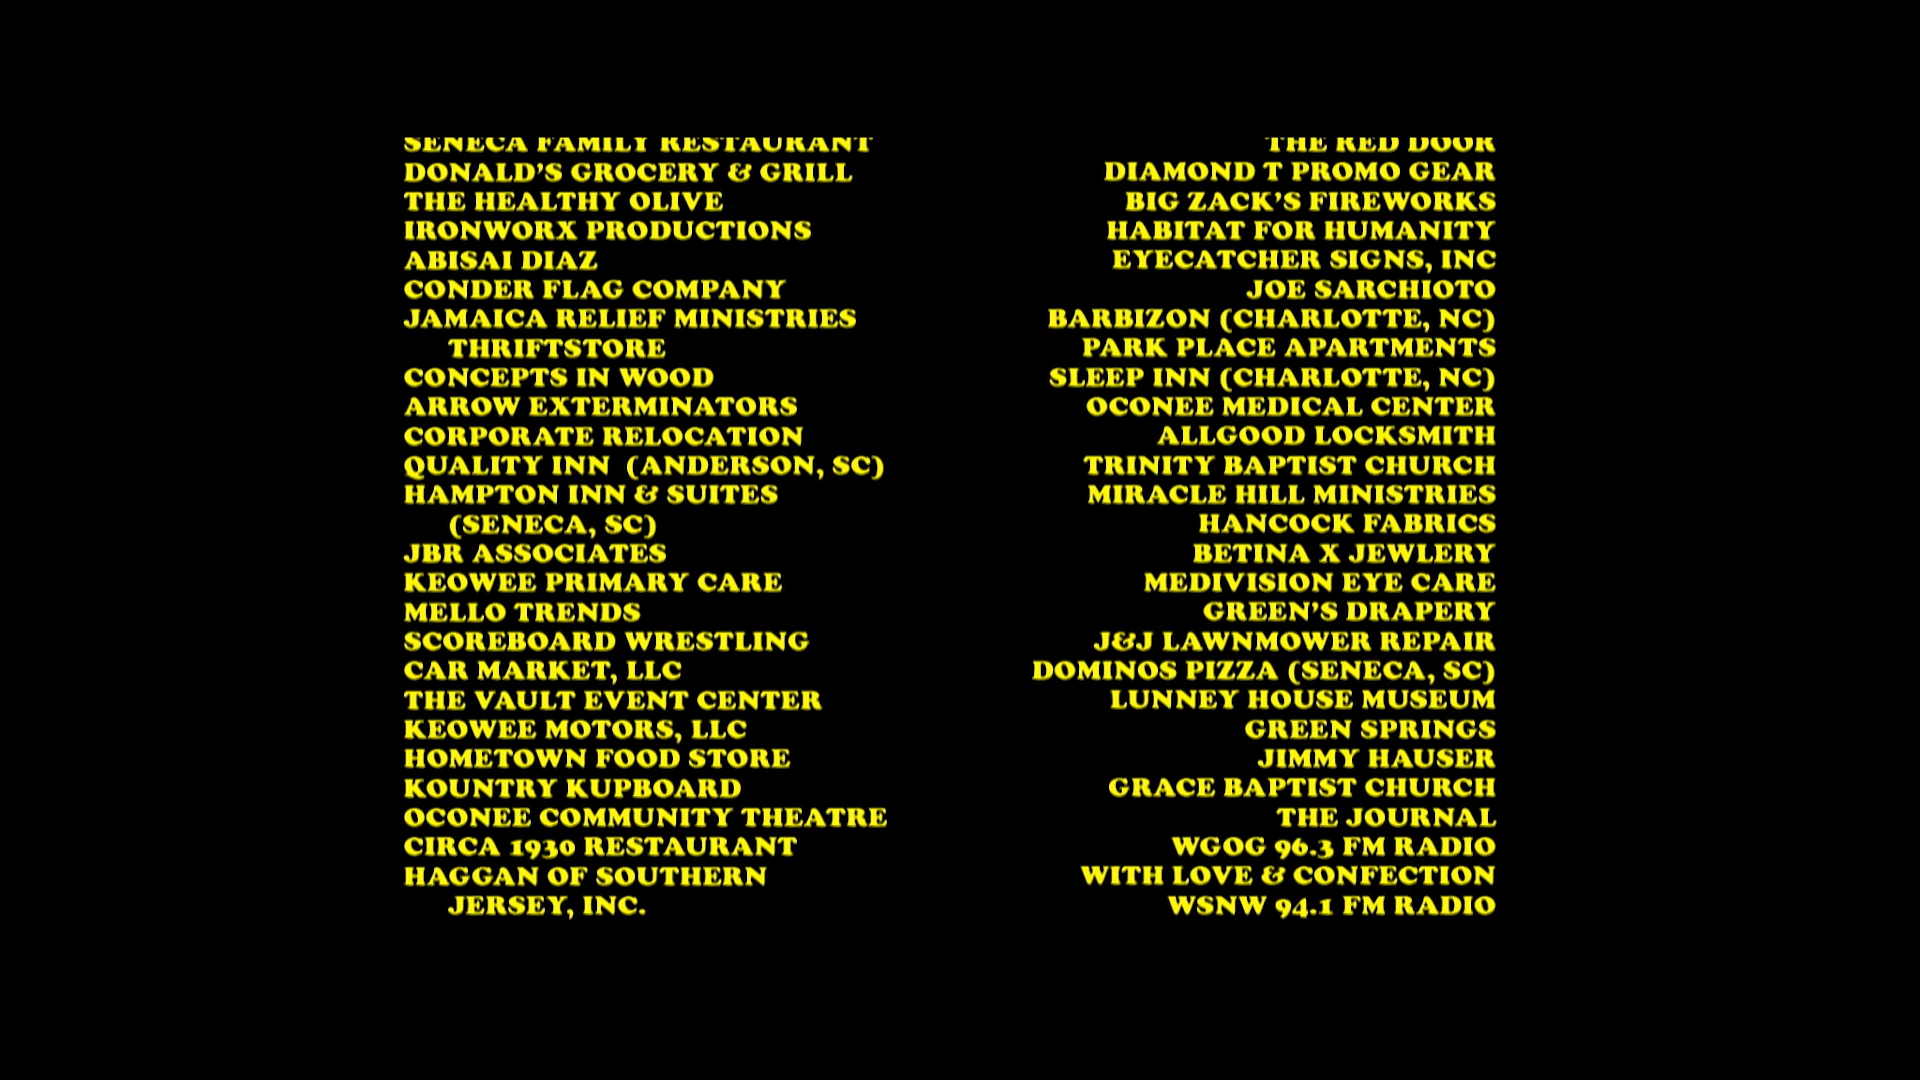 SENECA FAMILY RESTAURANT
DONALD'S GROCERY & GRILL
THE HEALTHY OLIVE
IRONWORX PRODUCTIONS
ABISAI DIAZ
CONDER FLAG COMPANY
JAMAICA RELIEF MINISTRIES
THRIFTSTORE
CONCEPTS IN WOOD
ARROW EXTERMINATORS
CORPORATE RELOCATION
QUALITY INN (ANDERSON, SC)
HAMPTON INN & SUITES
(SENECA, SC)
JBR ASSOCIATES
KEOWEE PRIMARY CARE
MELLO TRENDS
SCOREBOARD WRESTLING
CAR MARKET, LLC
THE VAULT EVENT CENTER
KEOWEE MOTORS, LLC
HOMETOWN FOOD STORE
KOUNTRY KUPBOARD
OCONEE COMMUNITY THEATRE
CIRCA 1930 RESTAURANT
HAGGAN OF SOUTHERN
JERSEY, INC.
THE RED DOOR
DIAMOND T PROMO GEAR
BIG ZACK'S FIREWORKS
HABITAT FOR HUMANITY
EYECATCHER SIGNS, INC
JOE SARCHIOTO
BARBIZON (CHARLOTTE, NC)
PARK PLACE APARTMENTS
SLEEP INN (CHARLOTTE, NC)
OCONEE MEDICAL CENTER
ALLGOOD LOCKSMITH
TRINITY BAPTIST CHURCH
MIRACLE HILL MINISTRIES
HANCOCK FABRICS
BETINA X JEWLERY
MEDIVISION EYE CARE
GREEN'S DRAPERY
J&J LAWNMOWER REPAIR
DOMINOS PIZZA (SENECA, SC)
LUNNEY HOUSE MUSEUM
GREEN SPRINGS
JIMMY HAUSER
GRACE BAPTIST CHURCH
THE JOURNAL
WGOG 96.3 FM RADIO
WITH LOVE & CONFECTION
WSNW 94.1 FM RADIO